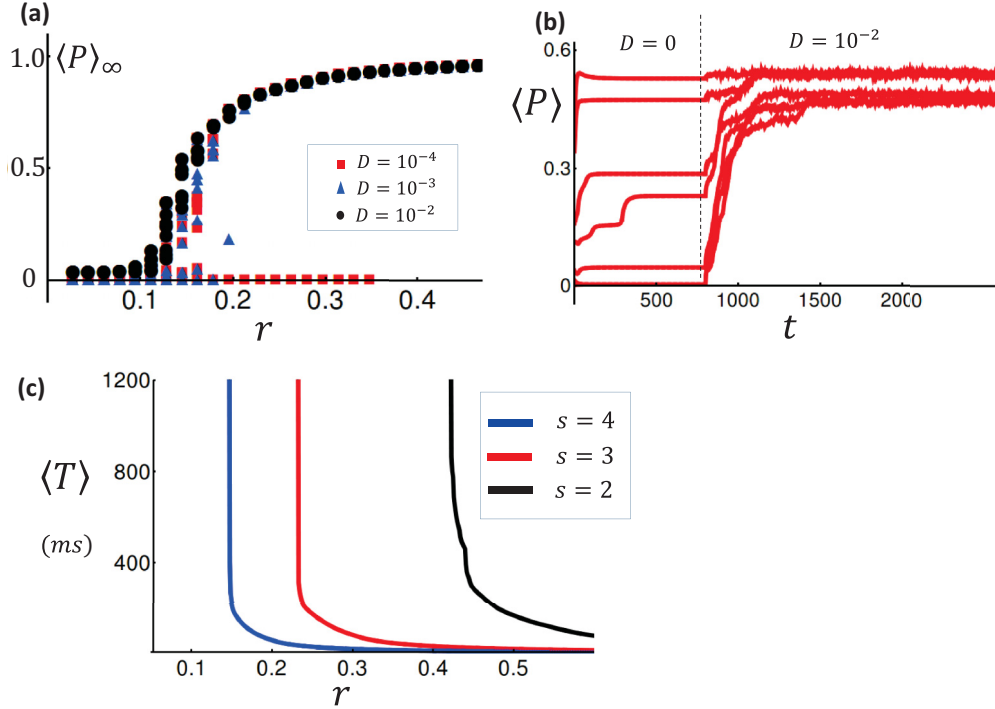 (a)
⟨P⟩∞
1.0
0.5
0
0.1 0.2 0.3 0.4
r
D = 10⁻⁴
D = 10⁻³
D = 10⁻²
(b)
D = 0
D = 10⁻²
⟨P⟩
0.6
0.3
0
500 1000 1500 2000
t
(c)
1200
800
400
⟨T⟩
(ms)
0.1 0.2 0.3 0.4 0.5
r
s = 4
s = 3
s = 2